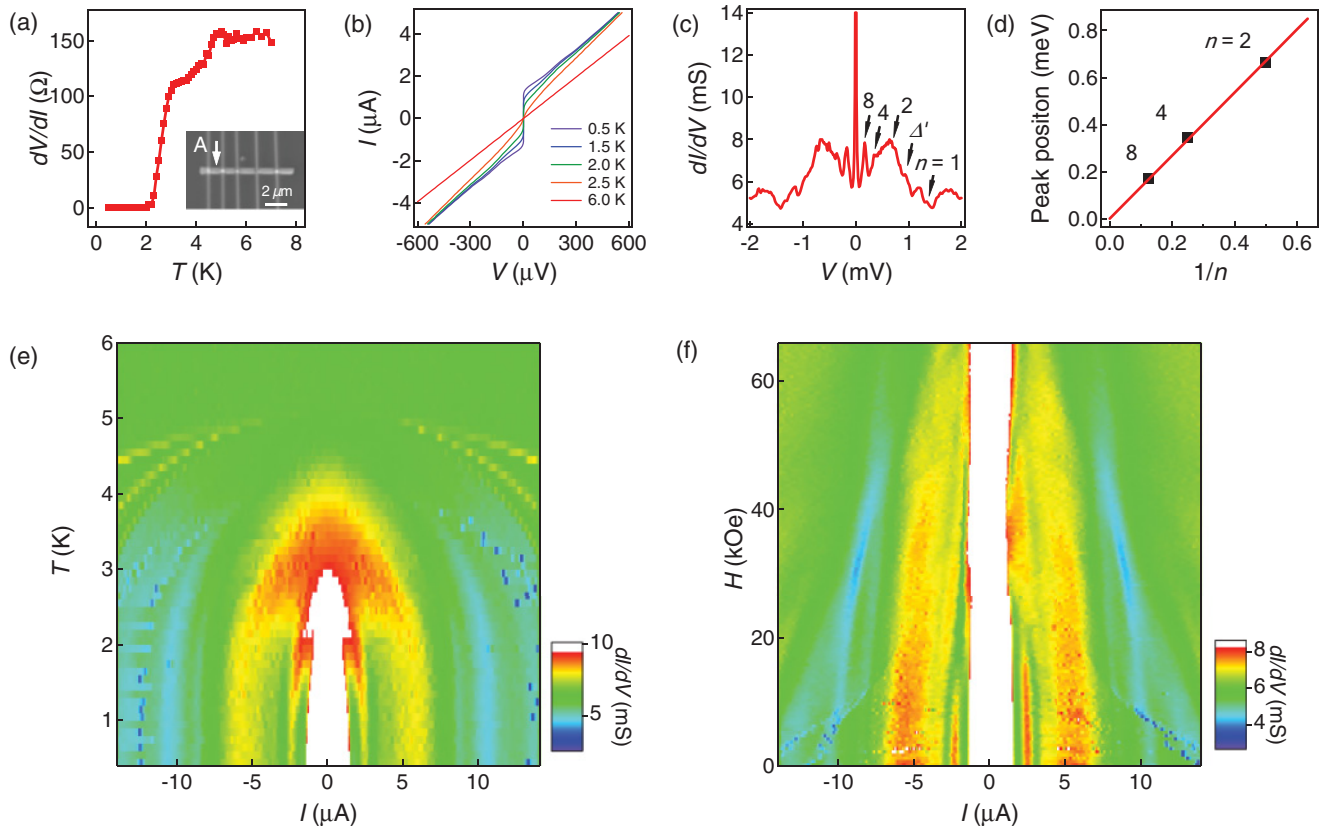 (a)
150
100
50
0
dV/dI (Ω)
0
2
4
6
8
T (K)
A
2 μm
(b)
4
2
0
-2
-4
I (μA)
-600
-300
0
300
600
V (μV)
0.5 K
1.5 K
2.0 K
2.5 K
6.0 K
(c)
14
12
10
8
6
4
dI/dV (mS)
-2
-1
0
1
2
V (mV)
8
4
2
Δ'
n = 1
(d)
0.8
0.6
0.4
0.2
0.0
Peak positon (meV)
0.0
0.2
0.4
0.6
1/n
n = 2
4
8
(e)
6
5
4
3
2
1
T (K)
-10
-5
0
5
10
I (μA)
10
5
dI/dV (mS)
(f)
60
40
20
0
H (kOe)
-10
-5
0
5
10
I (μA)
8
6
4
dI/dV (mS)